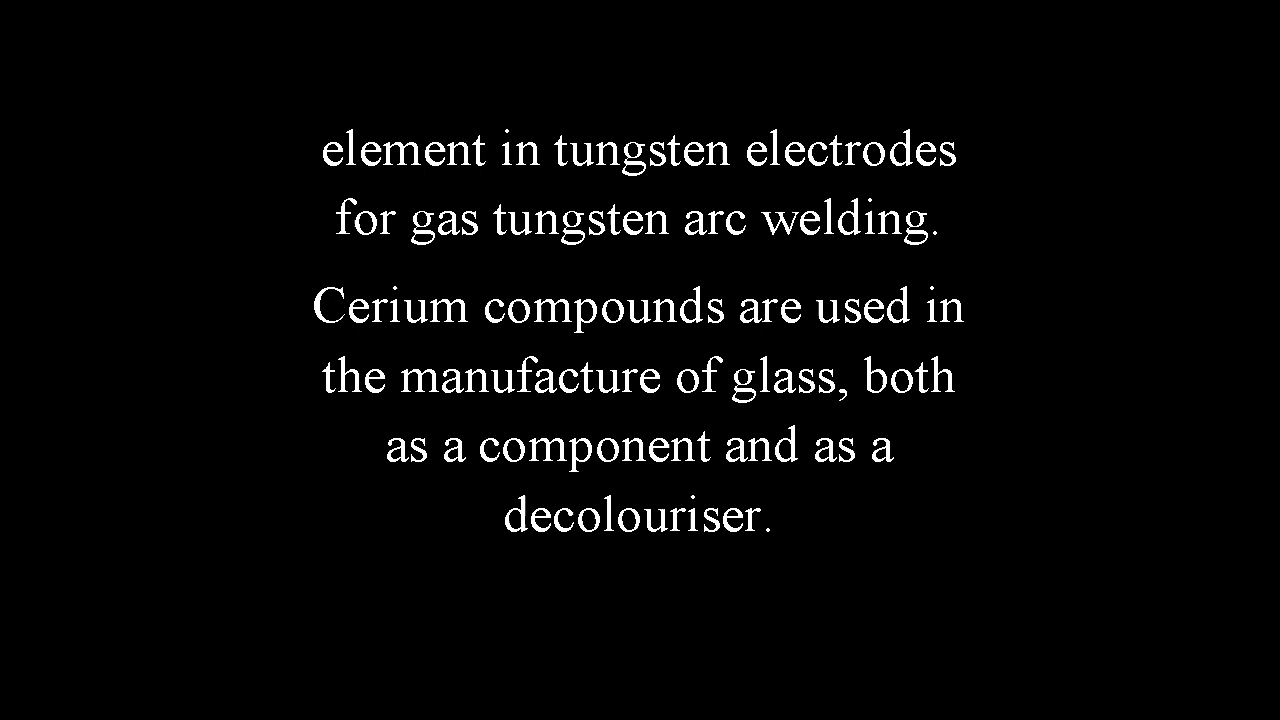 element in tungsten electrodes
for gas tungsten arc welding.
Cerium compounds are used in
the manufacture of glass, both
as a component and as a
decolouriser.